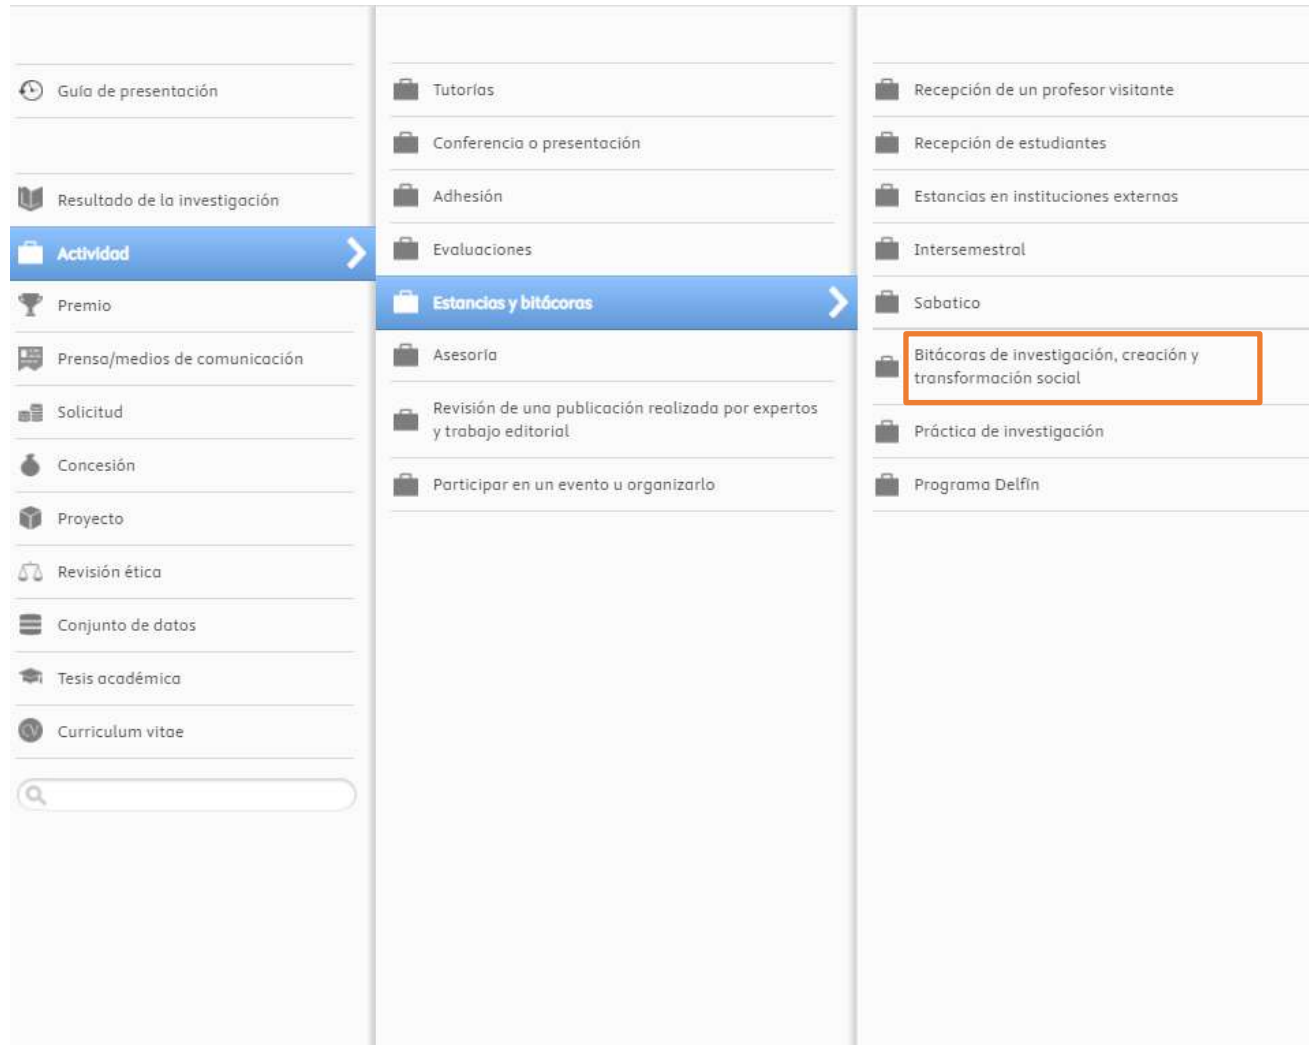 Guía de presentación
Resultado de la investigación
Actividad
Premio
Prensa/medios de comunicación
Solicitud
Concesión
Proyecto
Revisión ética
Conjunto de datos
Tesis académica
CV
Curriculum vitae
Tutorías
Conferencia o presentación
Adhesión
Evaluaciones
Estancias y bitácoras
Asesoría
Revisión de una publicación realizada por expertos
y trabajo editorial
Participar en un evento u organizarlo
Recepción de un profesor visitante
Recepción de estudiantes
Estancias en instituciones externas
Intersemestral
Sabatico
Bitácoras de investigación, creación y
transformación social
Práctica de investigación
Programa Delfín